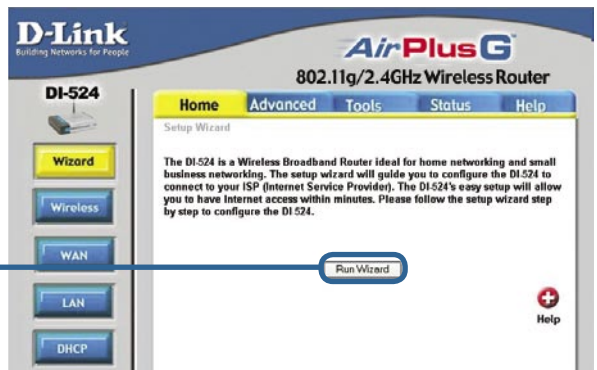 D-Link
Building Networks for People
AirPlus G
802.11g/2.4GHz Wireless Router
DI-524
Home Advanced Tools Status Help
Setup Wizard
Wizard
The DI-524 is a Wireless Broadband Router ideal for home networking and small
business networking. The setup wizard will guide you to configure the DI-524 to
connect to your ISP (Internet Service Provider). The DI-524's easy setup will allow
you to have Internet access within minutes. Please follow the setup wizard step
by step to configure the DI-524.
Wireless
WAN
Run Wizard
LAN
Help
DHCP